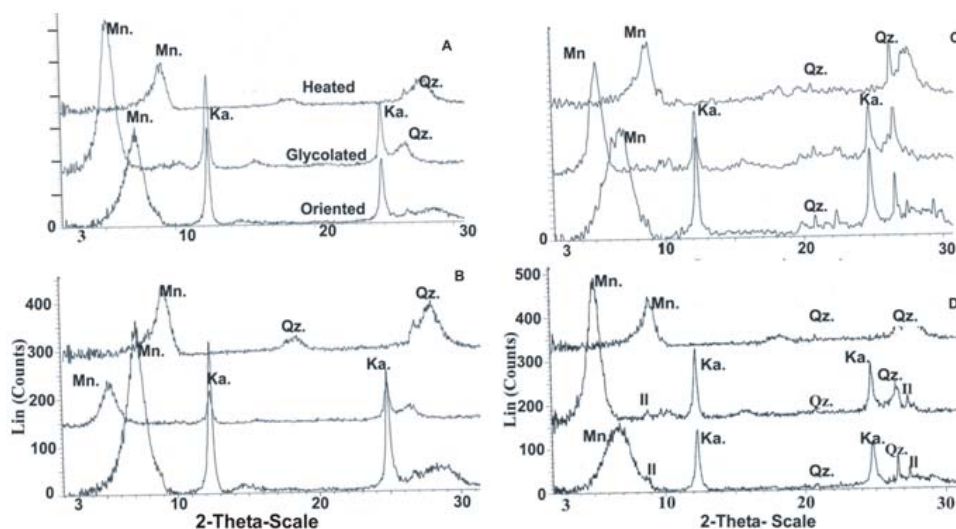 A
Mn.
Mn.
Heated
Qz.
Mn.
Ka.
Ka.
Qz.
Glycolated
Oriented
0
3 10 20 30
C
Mn
Mn
Qz.
Qz.
Mn
Ka.
Ka.
Qz.
0
3 10 20 30
B
Mn.
Qz.
Qz.
Mn.
Mn.
Ka.
Ka.
Lin (Counts)
400
300
200
100
0
3 10 20 30
2-Theta-Scale
D
Mn.
Mn.
Qz.
Qz.
Ka.
Ka.
Qz.
Il
Il
Qz.
Mn.
Il
Ka.
Ka.
Qz.
Il
Qz.
Lin (Counts)
500
400
300
200
100
0
3 10 20 30
2-Theta- Scale